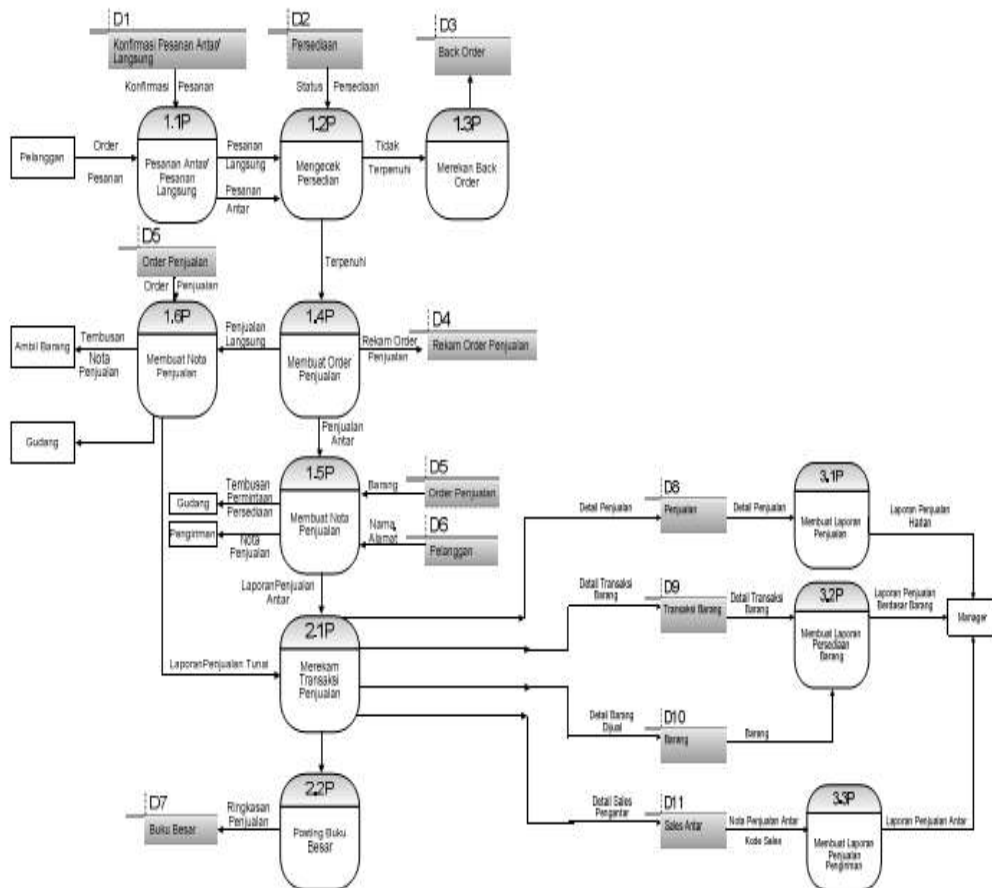 D1
Konfirmasi Pesanan Antar/
Langsung
D2
Persediaan
D3
Back Order
Konfirmasi Pesanan
Status Persediaan
1.1P
Pesanan Antar/
Pesanan
Langsung
1.2P
Mengecek
Persedian
1.3P
Merekan Back
Order
Pelanggan
Order
Pesanan
Pesanan
Langsung
Pesanan
Antar
Tidak
Terpenuhi
D5
Order Penjualan
Order Penjualan
Terpenuhi
1.6P
Membuat Nota
Penjualan
1.4P
Membuat Order
Penjualan
Penjualan
Langsung
Rekam Order
Penjualan
D4
Rekam Order Penjualan
Ambil Barang
Tembusan
Nota
Penjualan
Gudang
Penjualan
Antar
1.5P
Membuat Nota
Penjualan
Gudang
Pengiriman
Tembusan
Permintaan
Persediaan
Nota
Penjualan
Barang
D5
Order Penjualan
Nama,
Alamat
D6
Pelanggan
Laporan Penjualan
Antar
Laporan Penjualan Tunai
2.1P
Merekam
Transaksi
Penjualan
2.2P
Posting Buku
Besar
Ringkasan
Penjualan
D7
Buku Besar
Detail Penjualan
D8
Penjualan
Detail Penjualan
3.1P
Membuat Laporan
Penjualan
Laporan Penjualan
Harian
Detail Transaksi
Barang
D9
Transaksi Barang
Detail Transaksi
Barang
3.2P
Membuat Laporan
Persediaan
Barang
Laporan Penjualan
Berdasar Barang
Manager
Detail Barang
Dijual
D10
Barang
Barang
Detail Sales
Pengantar
D11
Sales Antar
Nota Penjualan Antar
Kode Sales
3.3P
Membuat Laporan
Penjualan
Pengiriman
Laporan Penjualan Antar